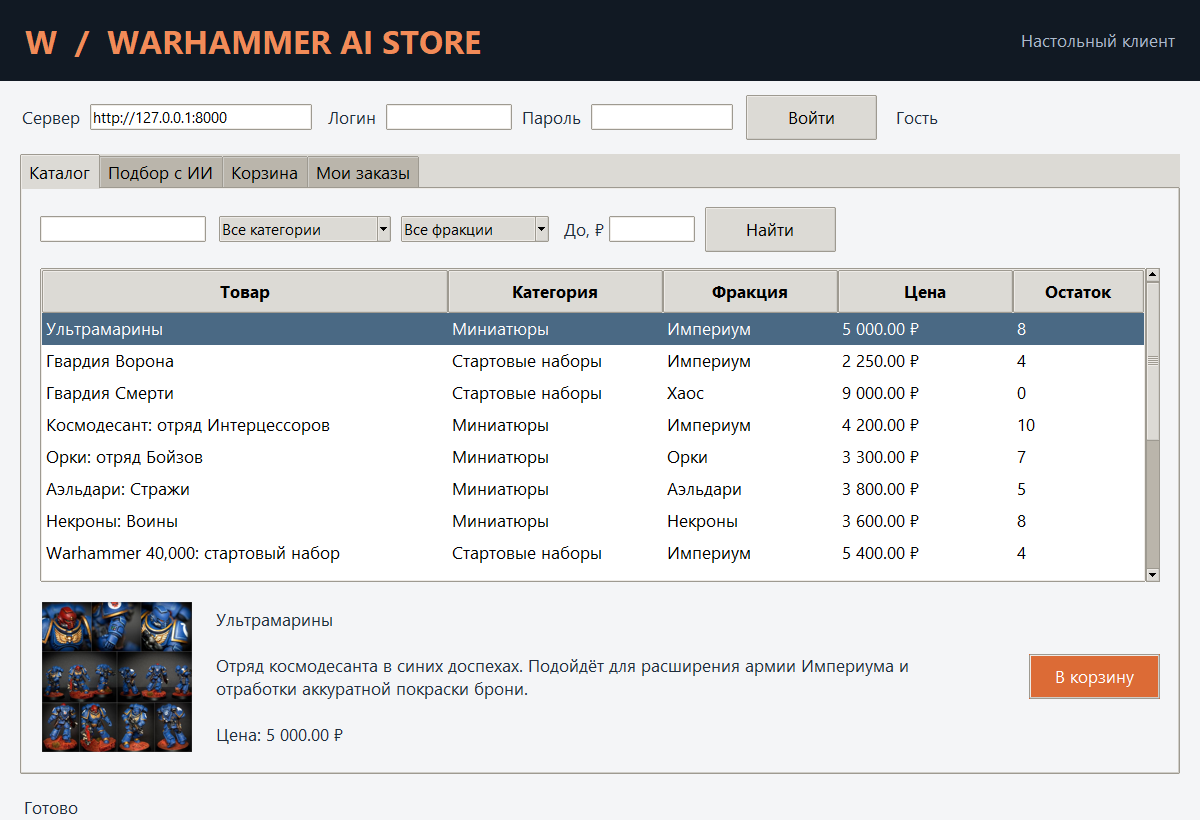 W / WARHAMMER AI STORE
Настольный клиент
Сервер http://127.0.0.1:8000 Логин Пароль Войти Гость
Каталог Подбор с ИИ Корзина Мои заказы
Все категории Все фракции До, ₽ Найти
Товар Категория Фракция Цена Остаток
Ультрамарины Миниатюры Империум 5 000.00 ₽ 8
Гвардия Ворона Стартовые наборы Империум 2 250.00 ₽ 4
Гвардия Смерти Стартовые наборы Хаос 9 000.00 ₽ 0
Космодесант: отряд Интерцессоров Миниатюры Империум 4 200.00 ₽ 10
Орки: отряд Бойзов Миниатюры Орки 3 300.00 ₽ 7
Аэльдари: Стражи Миниатюры Аэльдари 3 800.00 ₽ 5
Некроны: Воины Миниатюры Некроны 3 600.00 ₽ 8
Warhammer 40,000: стартовый набор Стартовые наборы Империум 5 400.00 ₽ 4
Ультрамарины
Отряд космодесанта в синих доспехах. Подойдёт для расширения армии Империума и
отработки аккуратной покраски брони.
В корзину
Цена: 5 000.00 ₽
Готово